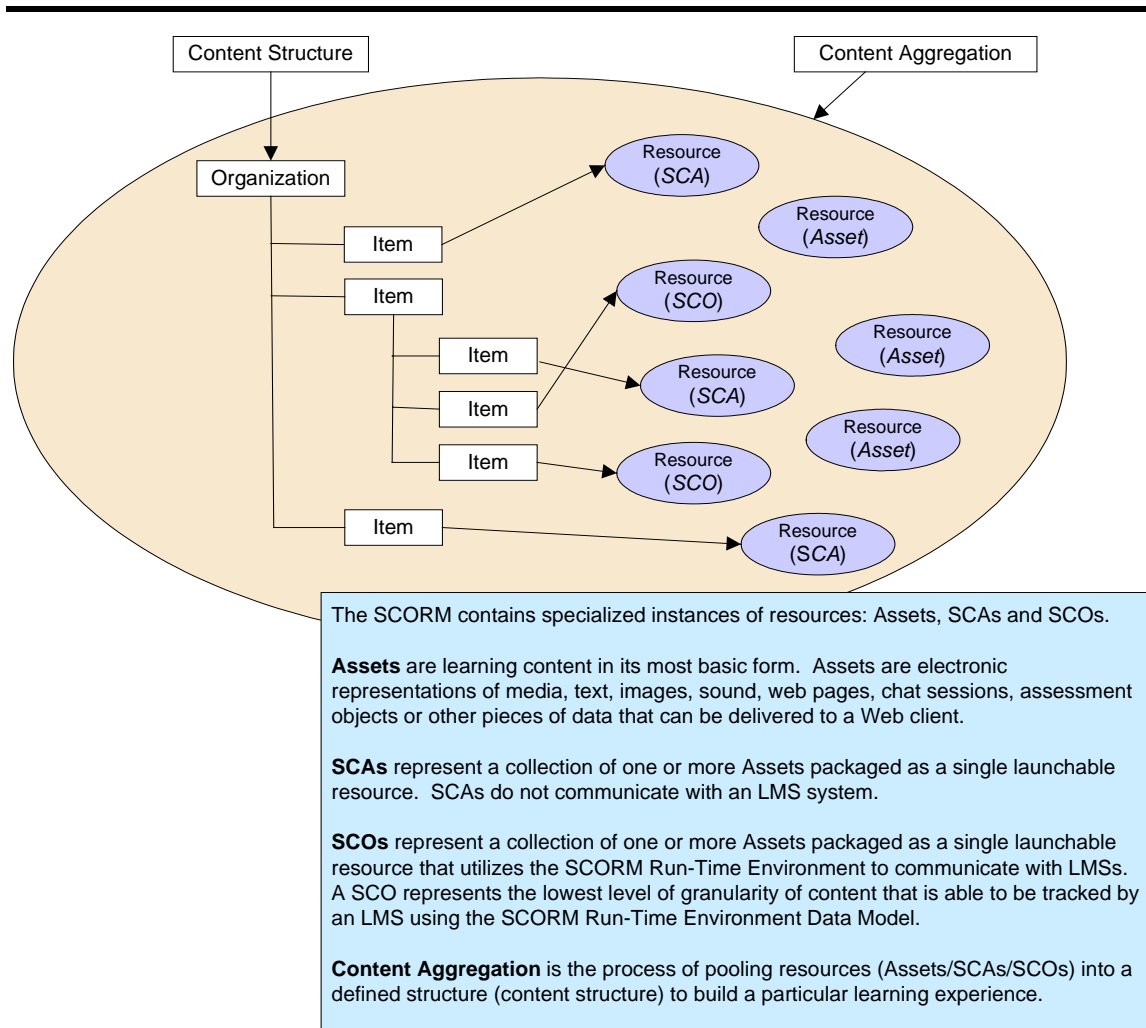 Content Structure
Content Aggregation
Organization
Resource
(SCA)
Resource
(Asset)
Item
Item
Resource
(SCO)
Resource
(Asset)
Item
Resource
(SCA)
Item
Resource
(Asset)
Item
Resource
(SCO)
Item
Resource
(SCA)
The SCORM contains specialized instances of resources: Assets, SCAs and SCOs.
Assets are learning content in its most basic form. Assets are electronic
representations of media, text, images, sound, web pages, chat sessions, assessment
objects or other pieces of data that can be delivered to a Web client.
SCAs represent a collection of one or more Assets packaged as a single launchable
resource. SCAs do not communicate with an LMS system.
SCOs represent a collection of one or more Assets packaged as a single launchable
resource that utilizes the SCORM Run-Time Environment to communicate with LMSs.
A SCO represents the lowest level of granularity of content that is able to be tracked by
an LMS using the SCORM Run-Time Environment Data Model.
Content Aggregation is the process of pooling resources (Assets/SCAs/SCOs) into a
defined structure (content structure) to build a particular learning experience.